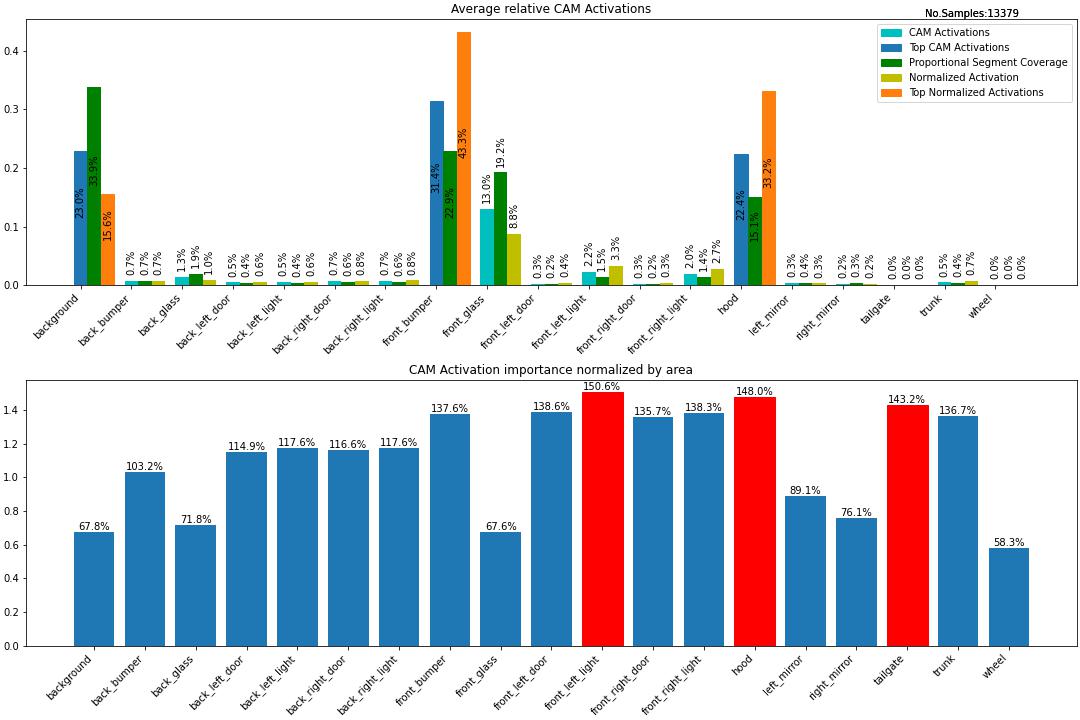 Average relative CAM Activations
No.Samples:13379
CAM Activations
Top CAM Activations
Proportional Segment Coverage
Normalized Activation
Top Normalized Activations
0.4
0.3
0.2
0.1
0.0
23.0% 33.9% 15.6%
0.7% 0.7% 0.7%
1.3% 1.9% 1.0%
0.5% 0.4% 0.6%
0.5% 0.4% 0.6%
0.7% 0.6% 0.8%
0.7% 0.6% 0.8%
31.4% 22.9% 43.3%
13.0% 19.2% 8.8%
0.3% 0.2% 0.4%
2.2% 1.5% 3.3%
0.3% 0.2% 0.3%
2.0% 1.4% 2.7%
22.4% 15.1% 33.2%
0.3% 0.4% 0.3%
0.2% 0.3% 0.2%
0.0% 0.0% 0.0%
0.5% 0.4% 0.7%
0.0% 0.0% 0.0%
background
back_bumper
back_glass
back_left_door
back_left_light
back_right_door
back_right_light
front_bumper
front_glass
front_left_door
front_left_light
front_right_door
front_right_light
hood
left_mirror
right_mirror
tailgate
trunk
wheel
CAM Activation importance normalized by area
1.4
1.2
1.0
0.8
0.6
0.4
0.2
0.0
67.8%
103.2%
71.8%
114.9%
117.6%
116.6%
117.6%
137.6%
67.6%
138.6%
150.6%
135.7%
138.3%
148.0%
89.1%
76.1%
143.2%
136.7%
58.3%
background
back_bumper
back_glass
back_left_door
back_left_light
back_right_door
back_right_light
front_bumper
front_glass
front_left_door
front_left_light
front_right_door
front_right_light
hood
left_mirror
right_mirror
tailgate
trunk
wheel